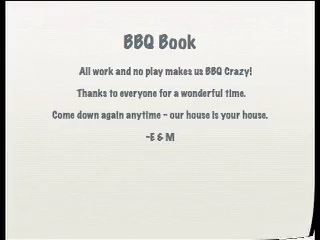 BBQ Book
All work and no play makes us BBQ Crazy!
Thanks to everyone for a wonderful time.
Come down again anytime - our house is your house.
-E & M